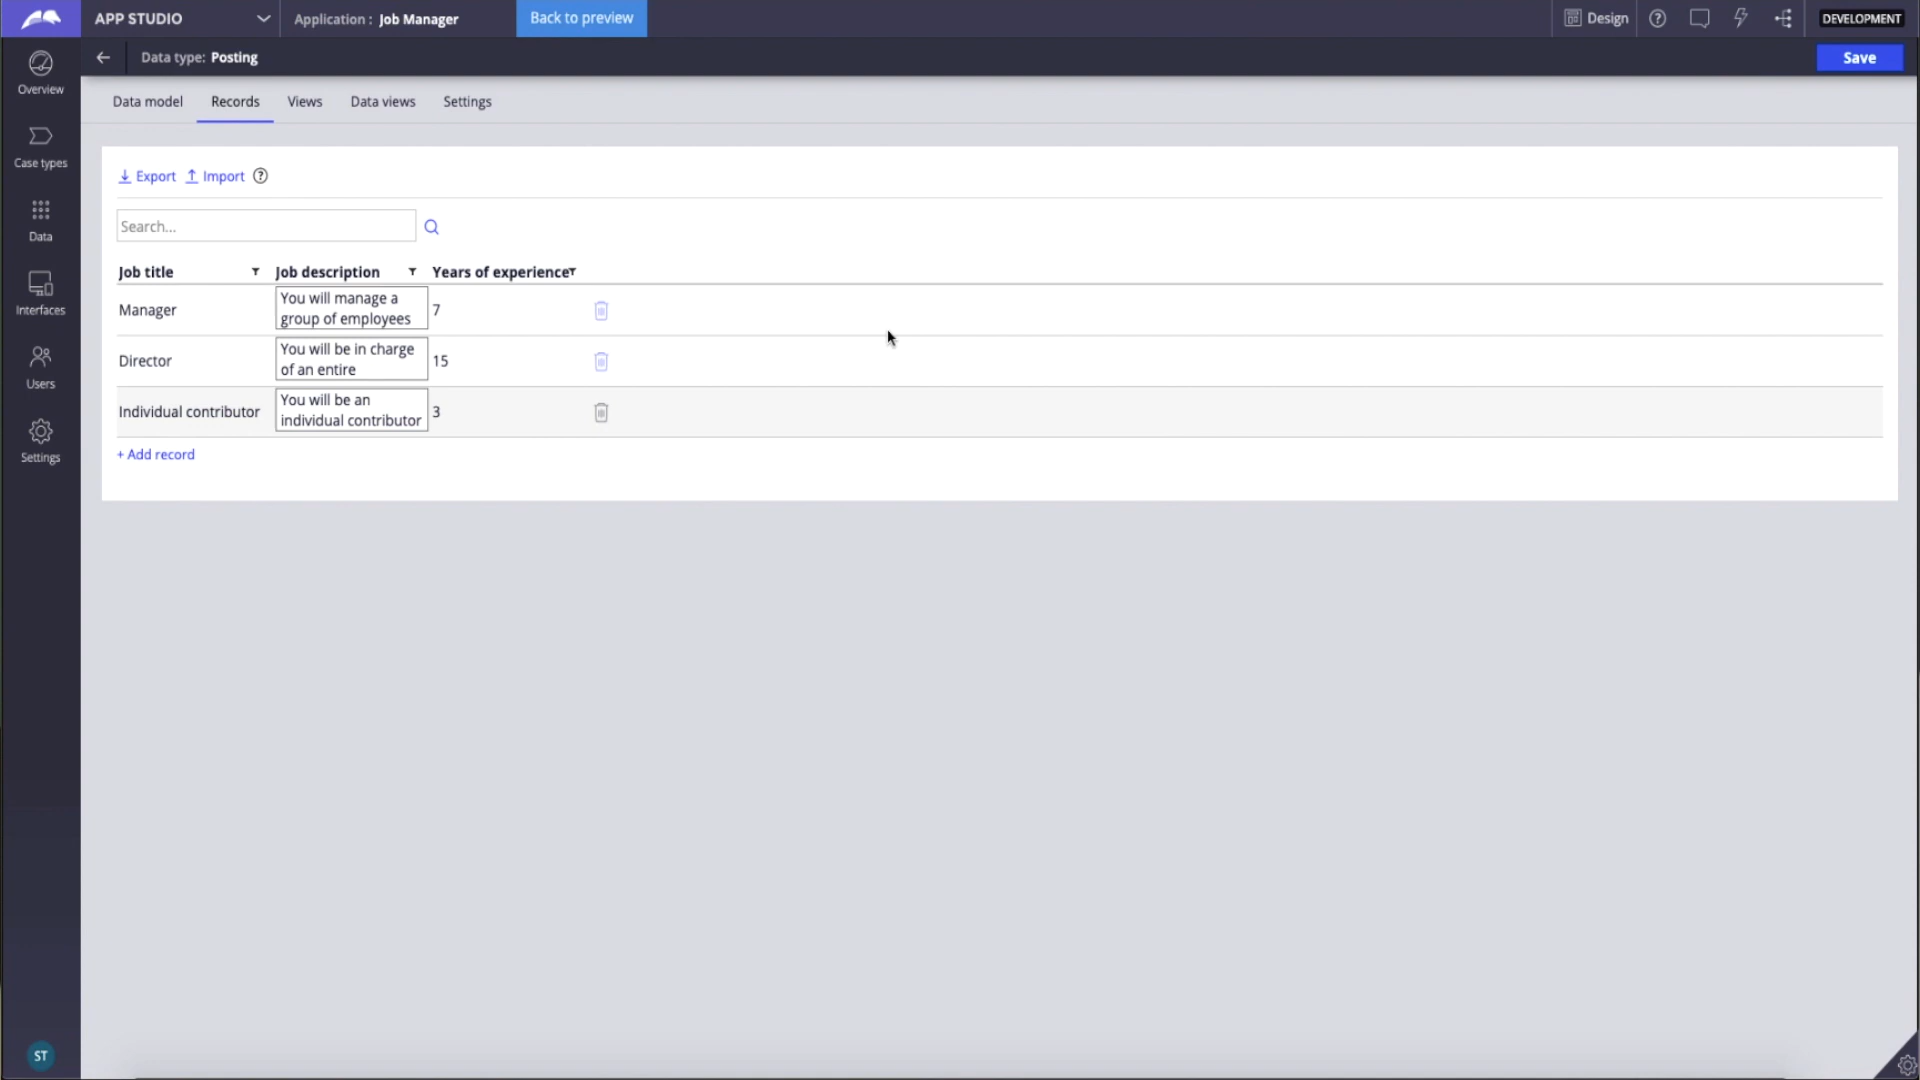 APP STUDIO
Application : Job Manager
Back to preview
Design
DEVELOPMENT
Data type: Posting
Save
Overview
Case types
Data
Interfaces
Users
Settings
ST
Data model
Records
Views
Data views
Settings
Export
Import
Search...
Job title
Job description
Years of experience
Manager
You will manage a
group of employees
7
Director
You will be in charge
of an entire
15
Individual contributor
You will be an
individual contributor
3
+ Add record